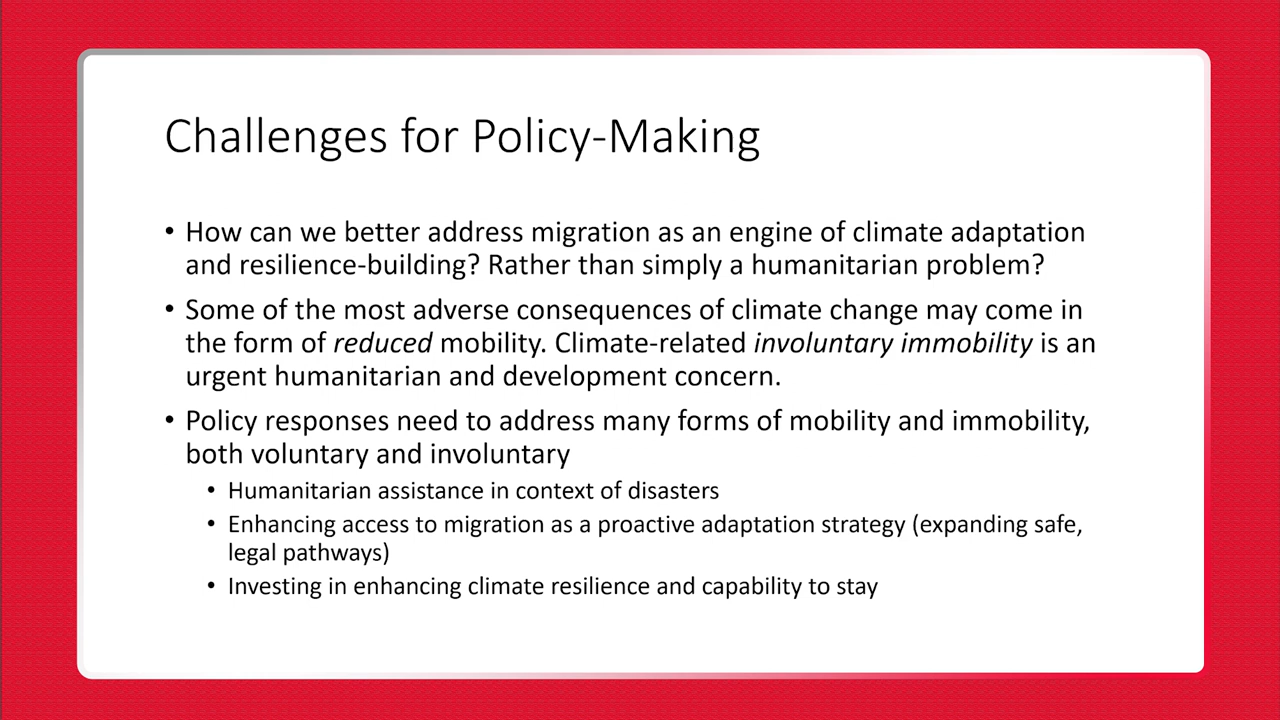 Challenges for Policy-Making
• How can we better address migration as an engine of climate adaptation
and resilience-building? Rather than simply a humanitarian problem?
• Some of the most adverse consequences of climate change may come in
the form of reduced mobility. Climate-related involuntary immobility is an
urgent humanitarian and development concern.
• Policy responses need to address many forms of mobility and immobility,
both voluntary and involuntary
• Humanitarian assistance in context of disasters
• Enhancing access to migration as a proactive adaptation strategy (expanding safe,
legal pathways)
• Investing in enhancing climate resilience and capability to stay